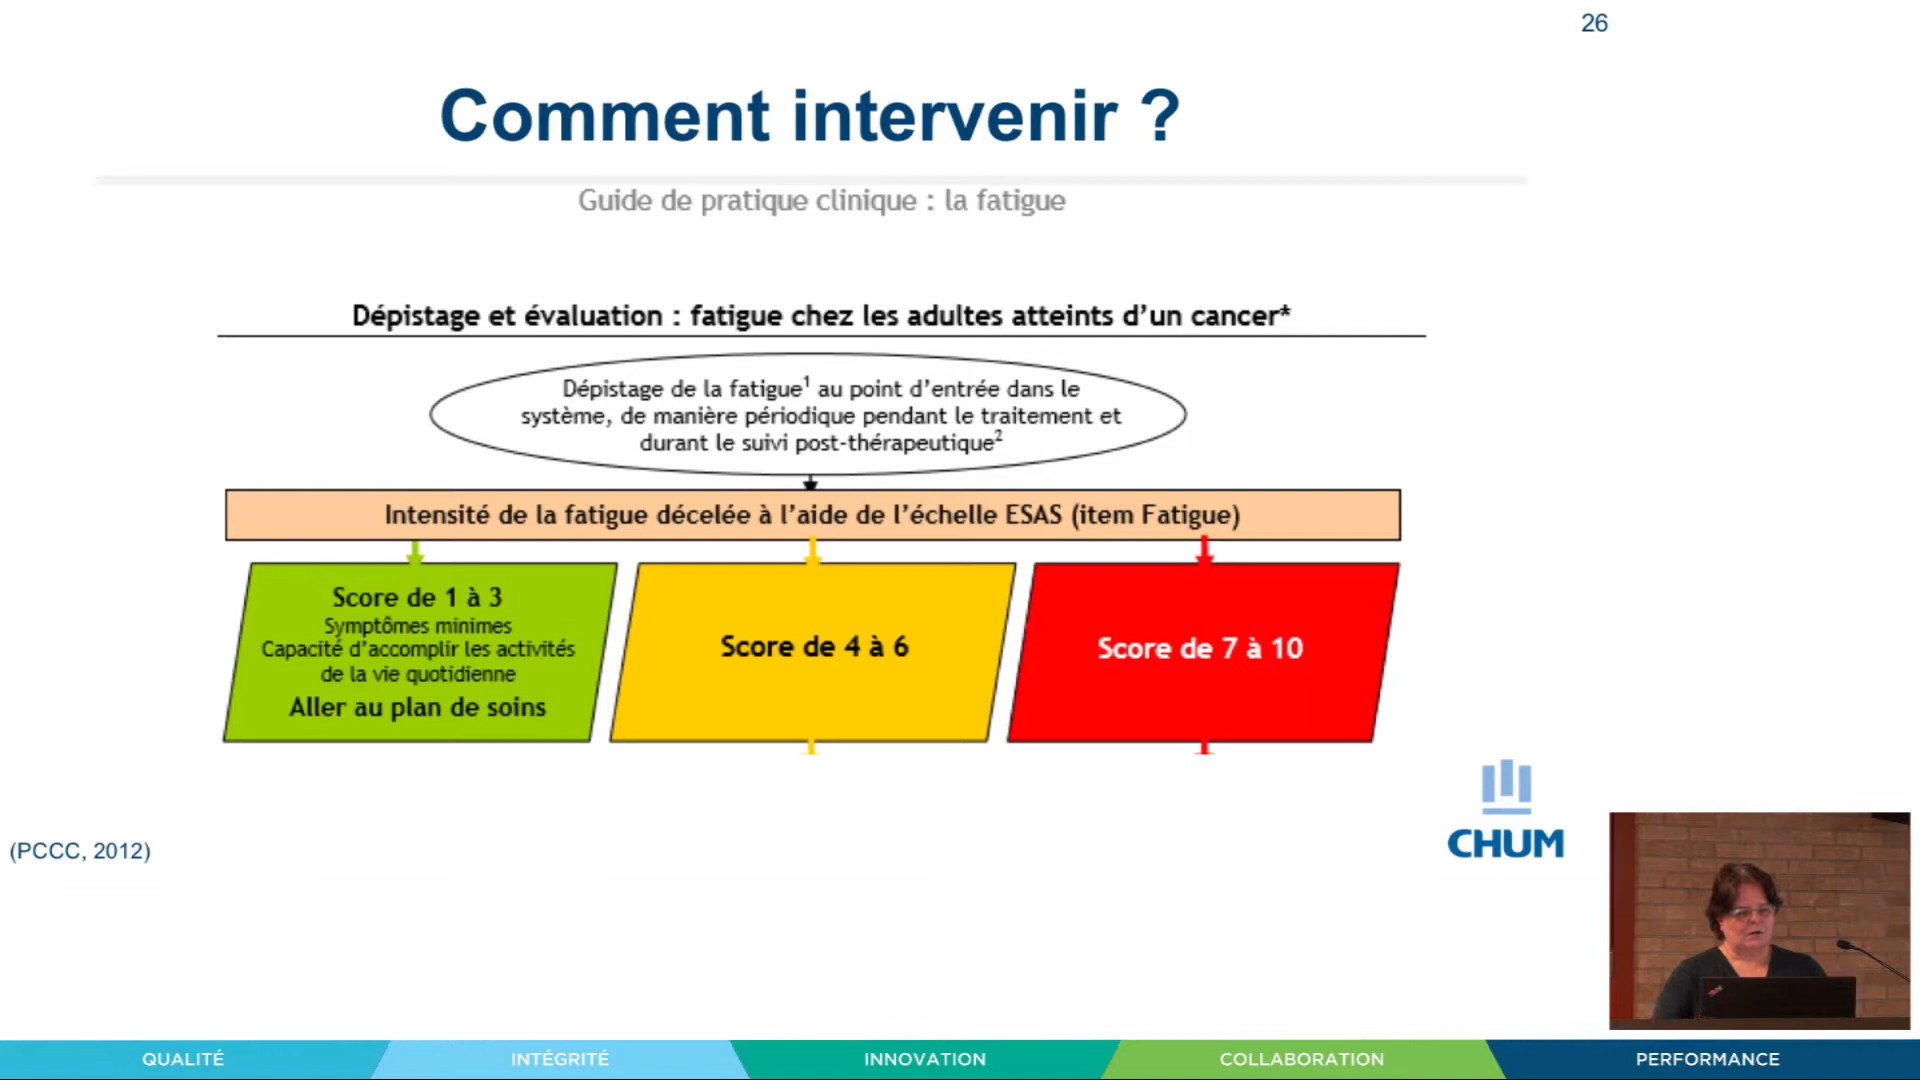 26
Comment intervenir ?
Guide de pratique clinique : la fatigue
Dépistage et évaluation : fatigue chez les adultes atteints d’un cancer*
Dépistage de la fatigue¹ au point d’entrée dans le
système, de manière périodique pendant le traitement et
durant le suivi post-thérapeutique²
Intensité de la fatigue décelée à l’aide de l’échelle ESAS (item Fatigue)
Score de 1 à 3
Symptômes minimes
Capacité d’accomplir les activités
de la vie quotidienne
Aller au plan de soins
Score de 4 à 6
Score de 7 à 10
CHUM
(PCCC, 2012)
QUALITÉ
INTÉGRITÉ
INNOVATION
COLLABORATION
PERFORMANCE